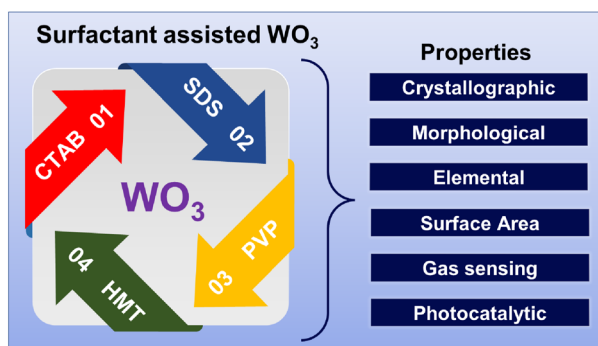 Surfactant assisted WO₃
Properties
CTAB 01
SDS 02
WO₃
03 PVP
04 HMT
Crystallographic
Morphological
Elemental
Surface Area
Gas sensing
Photocatalytic